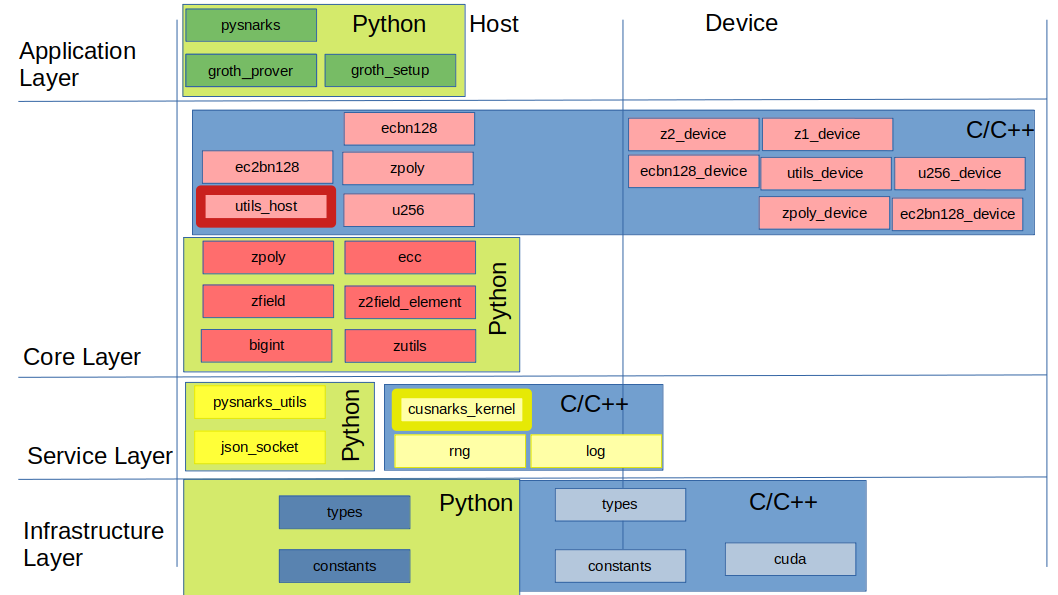 Host
Device
Application
Layer
pysnarks
Python
groth_prover
groth_setup
ecbn128
ec2bn128
zpoly
utils_host
u256
z2_device
z1_device
C/C++
ecbn128_device
utils_device
u256_device
zpoly_device
ec2bn128_device
Core Layer
zpoly
ecc
zfield
z2field_element
bigint
zutils
Python
Service Layer
pysnarks_utils
json_socket
Python
cusnarks_kernel
C/C++
rng
log
Infrastructure
Layer
types
Python
constants
types
C/C++
constants
cuda